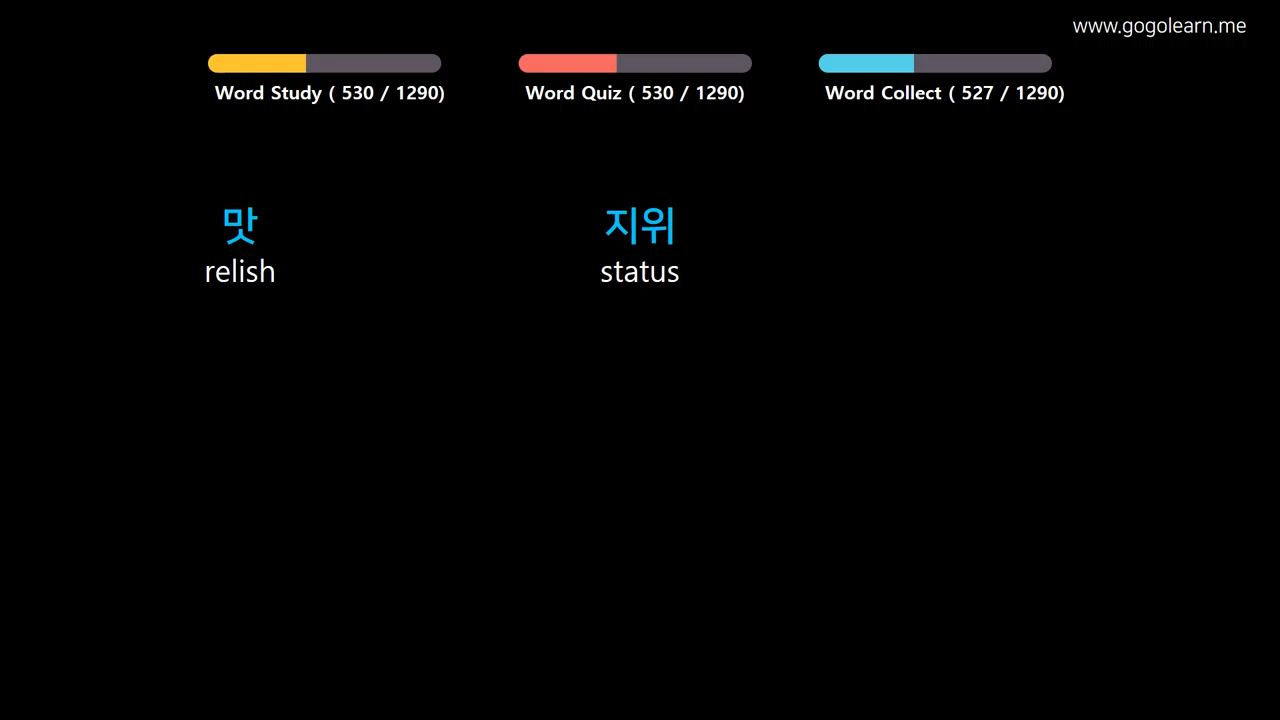 www.gogolearn.me
Word Study ( 530 / 1290)
Word Quiz ( 530 / 1290)
Word Collect ( 527 / 1290)
맛
relish
지위
status